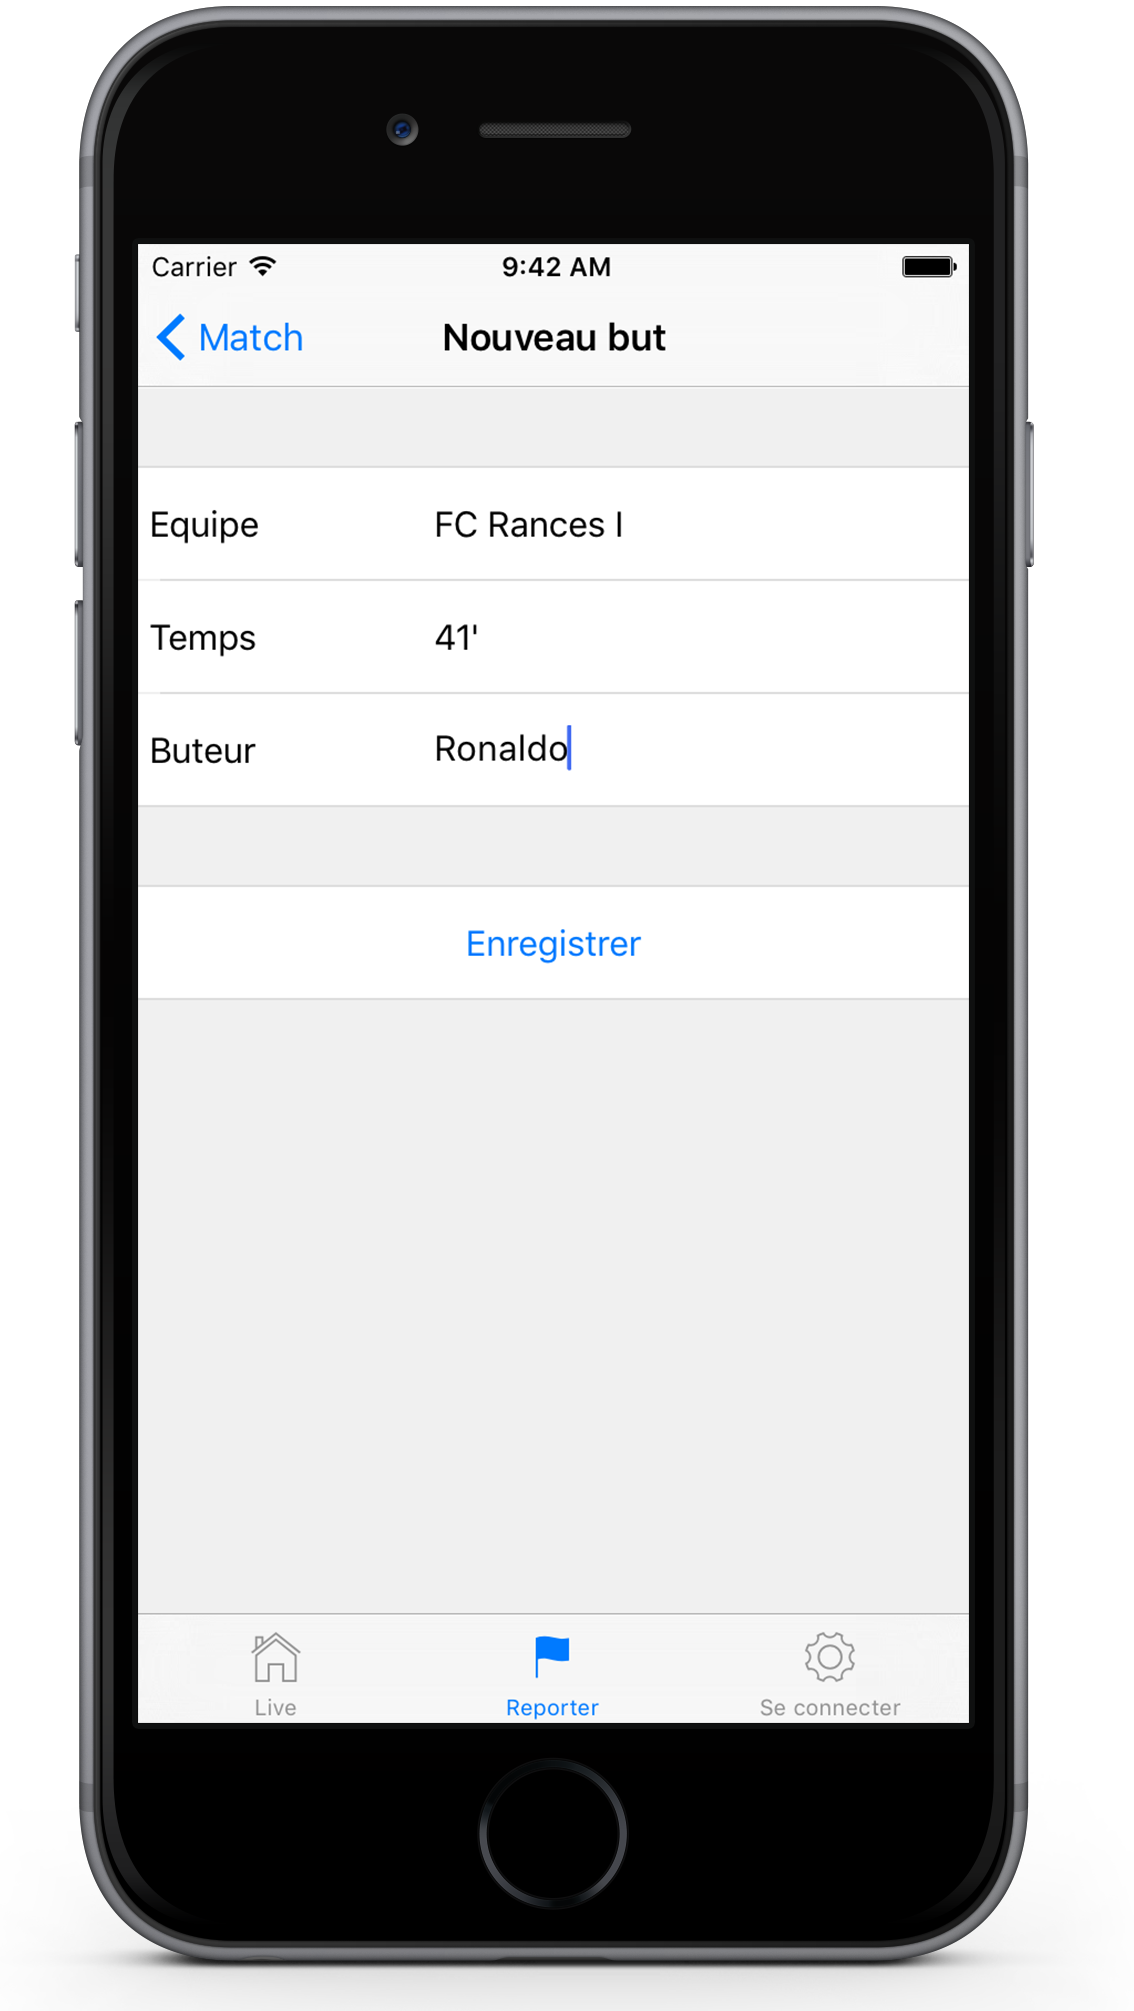 Carrier 9:42 AM
Match Nouveau but
Equipe FC Rances I
Temps 41'
Buteur Ronaldo
Enregistrer
Live Reporter Se connecter